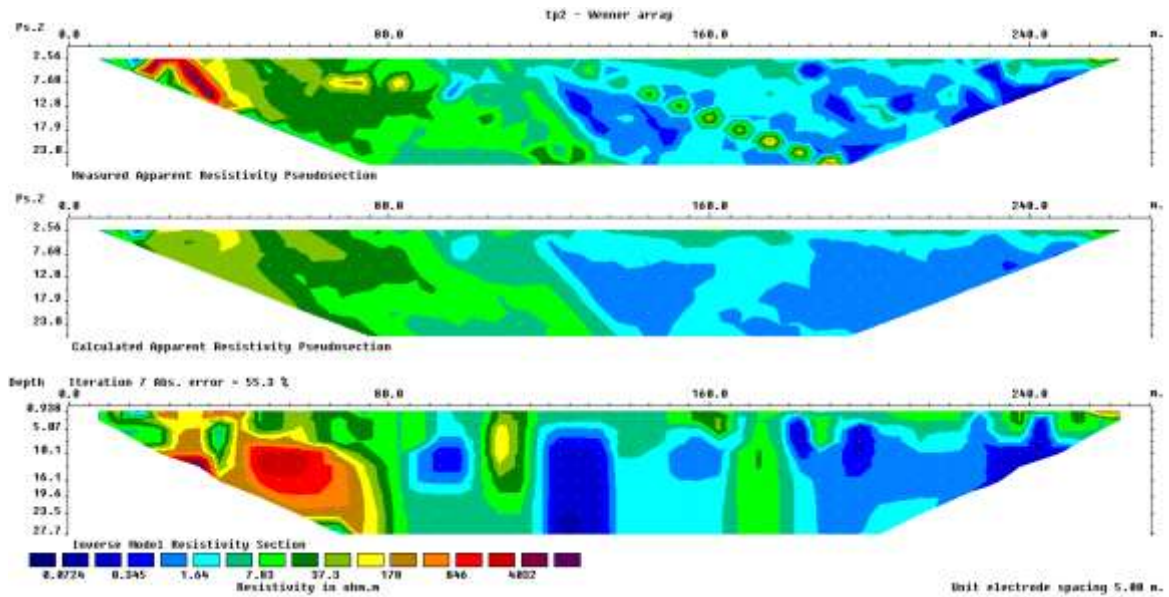 tp2 - Wenner array
Ps.Z 0.0 80.0 160.0 240.0 m.
2.56
7.68
12.8
17.9
23.0
Measured Apparent Resistivity Pseudosection
Ps.Z 0.0 80.0 160.0 240.0 m.
2.56
7.68
12.8
17.9
23.0
Calculated Apparent Resistivity Pseudosection
Depth Iteration 7 Abs. error = 55.3 %
0.0 80.0 160.0 240.0 m.
0.938
5.07
10.1
16.1
19.6
23.5
27.7
Inverse Model Resistivity Section
0.0724 0.345 1.64 7.83 37.3 178 846 4032
Resistivity in ohm.m
Unit electrode spacing 5.00 m.